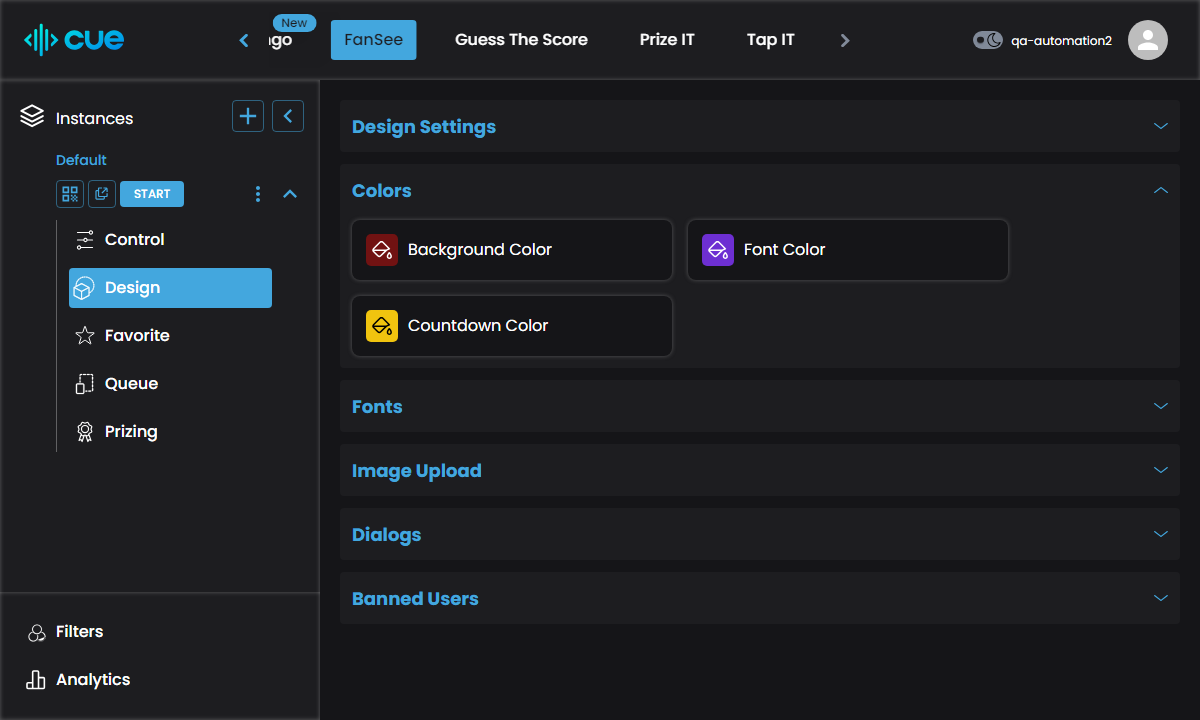 cue
New
FanSee
Guess The Score
Prize IT
Tap IT
qa-automation2
Instances
Default
START
Control
Design
Favorite
Queue
Prizing
Filters
Analytics
Design Settings
Colors
Background Color
Font Color
Countdown Color
Fonts
Image Upload
Dialogs
Banned Users